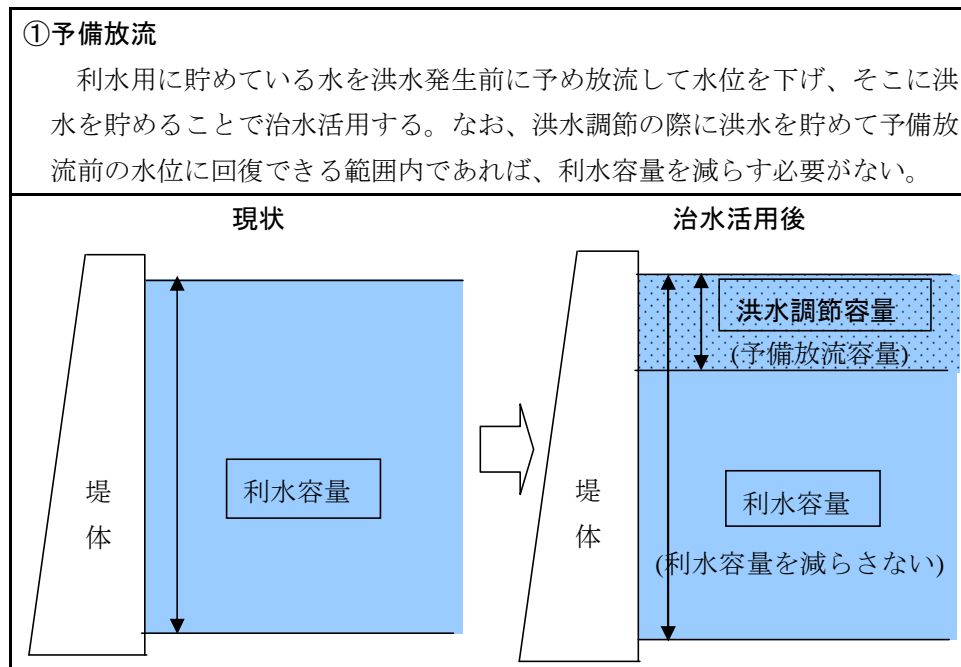 ①予備放流
利水用に貯めている水を洪水発生前に予め放流して水位を下げ、そこに洪
水を貯めることで治水活用する。なお、洪水調節の際に洪水を貯めて予備放
流前の水位に回復できる範囲内であれば、利水容量を減らす必要がない。
現状
治水活用後
堤
体
利水容量
洪水調節容量
(予備放流容量)
堤
体
利水容量
(利水容量を減らさない)